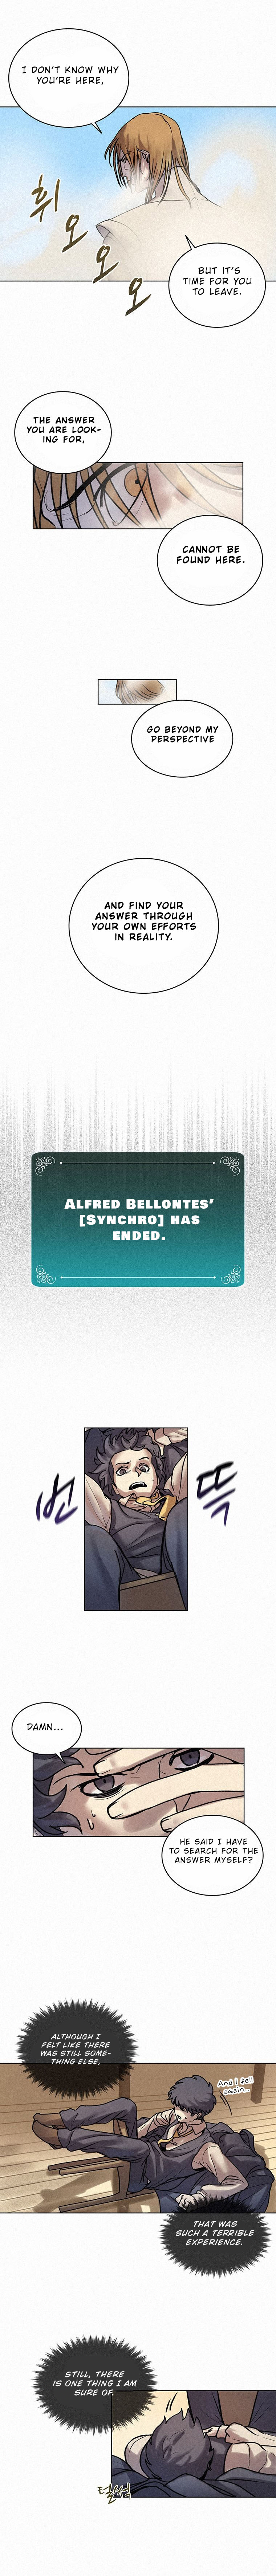 I DON'T KNOW WHY
YOU'RE HERE,
휘
오
오
오
BUT IT'S
TIME FOR YOU
TO LEAVE.
THE ANSWER
YOU ARE LOOK-
ING FOR,
CANNOT BE
FOUND HERE.
GO BEYOND MY
PERSPECTIVE
AND FIND YOUR
ANSWER THROUGH
YOUR OWN EFFORTS
IN REALITY.
ALFRED BELLONTES'
[SYNCHRO] HAS
ENDED.
번
뜩
DAMN...
HE SAID I HAVE
TO SEARCH FOR THE
ANSWER MYSELF?
ALTHOUGH I
FELT LIKE THERE
WAS STILL SOME-
THING ELSE,
And I fell
again...
THAT WAS
SUCH A TERRIBLE
EXPERIENCE.
STILL, THERE
IS ONE THING I AM
SURE OF.
털썩